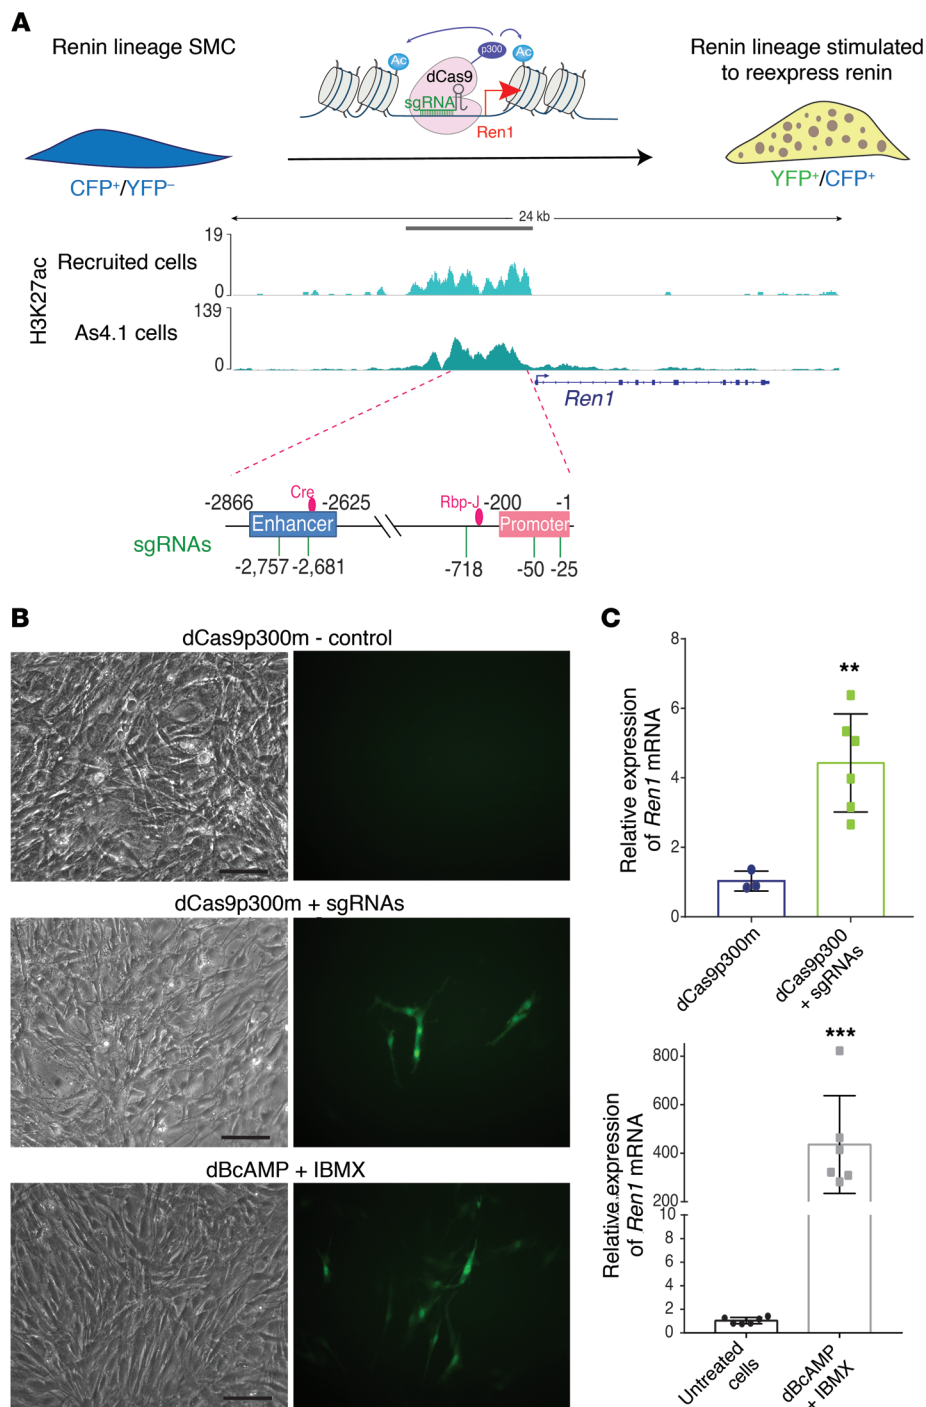 A
Renin lineage SMC
Renin lineage stimulated
to reexpress renin
Ac
p300
Ac
dCas9
sgRNA
Ren1
CFP⁺/YFP⁻
YFP⁺/CFP⁺
24 kb
H3K27ac
Recruited cells
19
0
As4.1 cells
139
0
Ren1
-2866
Cre
-2625
Rbp-J
-200
-1
Enhancer
Promoter
sgRNAs
-2,757
-2,681
-718
-50
-25
B
dCas9p300m - control
dCas9p300m + sgRNAs
dBcAMP + IBMX
C
Relative expression
of Ren1 mRNA
8
6
4
2
0
**
dCas9p300m
dCas9p300
+ sgRNAs
Relative expression
of Ren1 mRNA
800
600
400
200
10
8
6
4
2
0
***
Untreated
cells
dBcAMP
+ IBMX